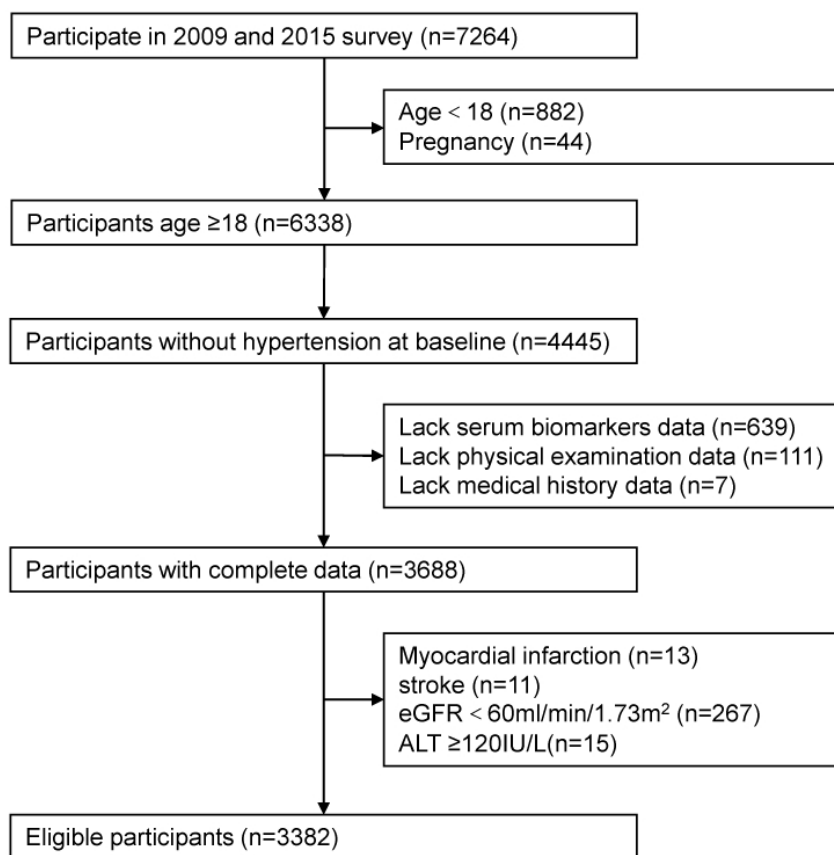 Participate in 2009 and 2015 survey (n=7264)
Age < 18 (n=882)
Pregnancy (n=44)
Participants age ≥18 (n=6338)
Participants without hypertension at baseline (n=4445)
Lack serum biomarkers data (n=639)
Lack physical examination data (n=111)
Lack medical history data (n=7)
Participants with complete data (n=3688)
Myocardial infarction (n=13)
stroke (n=11)
eGFR < 60ml/min/1.73m² (n=267)
ALT ≥120IU/L(n=15)
Eligible participants (n=3382)